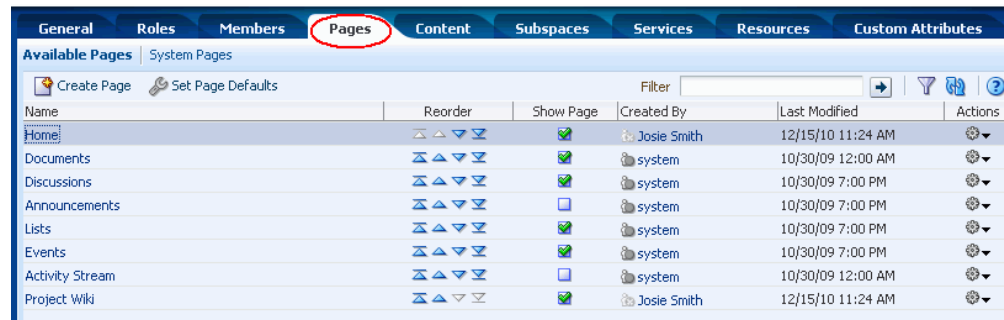 General Roles Members Pages Content Subspaces Services Resources Custom Attributes
Available Pages System Pages
Create Page Set Page Defaults Filter
Name Reorder Show Page Created By Last Modified Actions
Home Josie Smith 12/15/10 11:24 AM
Documents system 10/30/09 12:00 AM
Discussions system 10/30/09 7:00 PM
Announcements system 10/30/09 7:00 PM
Lists system 10/30/09 7:00 PM
Events system 10/30/09 7:00 PM
Activity Stream system 10/30/09 12:00 AM
Project Wiki Josie Smith 12/15/10 11:24 AM